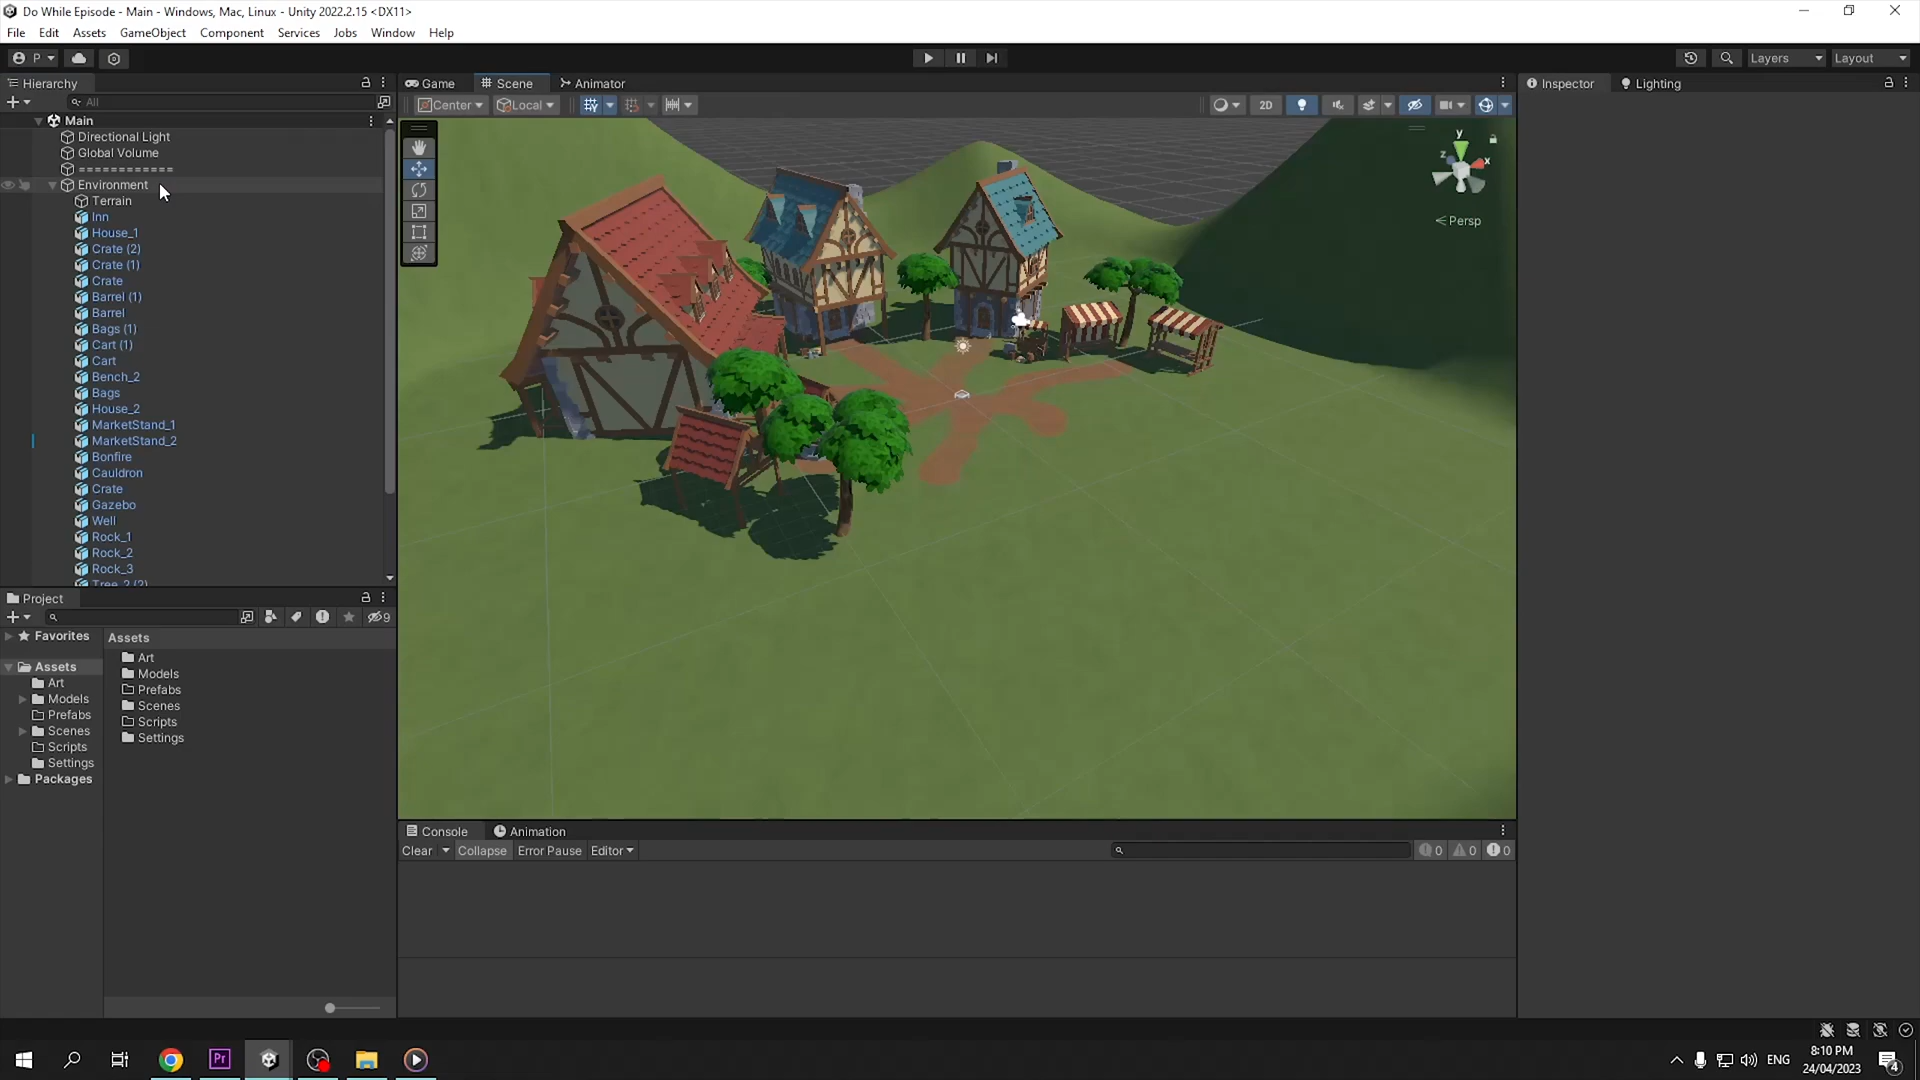 Do While Episode - Main - Windows, Mac, Linux - Unity 2022.2.15 <DX11>
File Edit Assets GameObject Component Services Jobs Window Help
P Layers Layout
Hierarchy Game Scene Animator Inspector Lighting
All Center Local 2D
Main
Directional Light
Global Volume
============
Environment
Terrain
Inn
House_1
Crate (2)
Crate (1)
Crate
Barrel (1)
Barrel
Bags (1)
Cart (1)
Cart
Bench_2
Bags
House_2
MarketStand_1
MarketStand_2
Bonfire
Cauldron
Crate
Gazebo
Well
Rock_1
Rock_2
Rock_3
Tree_2 (2)
y
z x
< Persp
Project
9
Favorites
Assets
Art
Models
Prefabs
Scenes
Scripts
Settings
Packages
Assets
Art
Models
Prefabs
Scenes
Scripts
Settings
Console Animation
Clear Collapse Error Pause Editor 0 0 0
Pr ENG 8:10 PM
24/04/2023 4